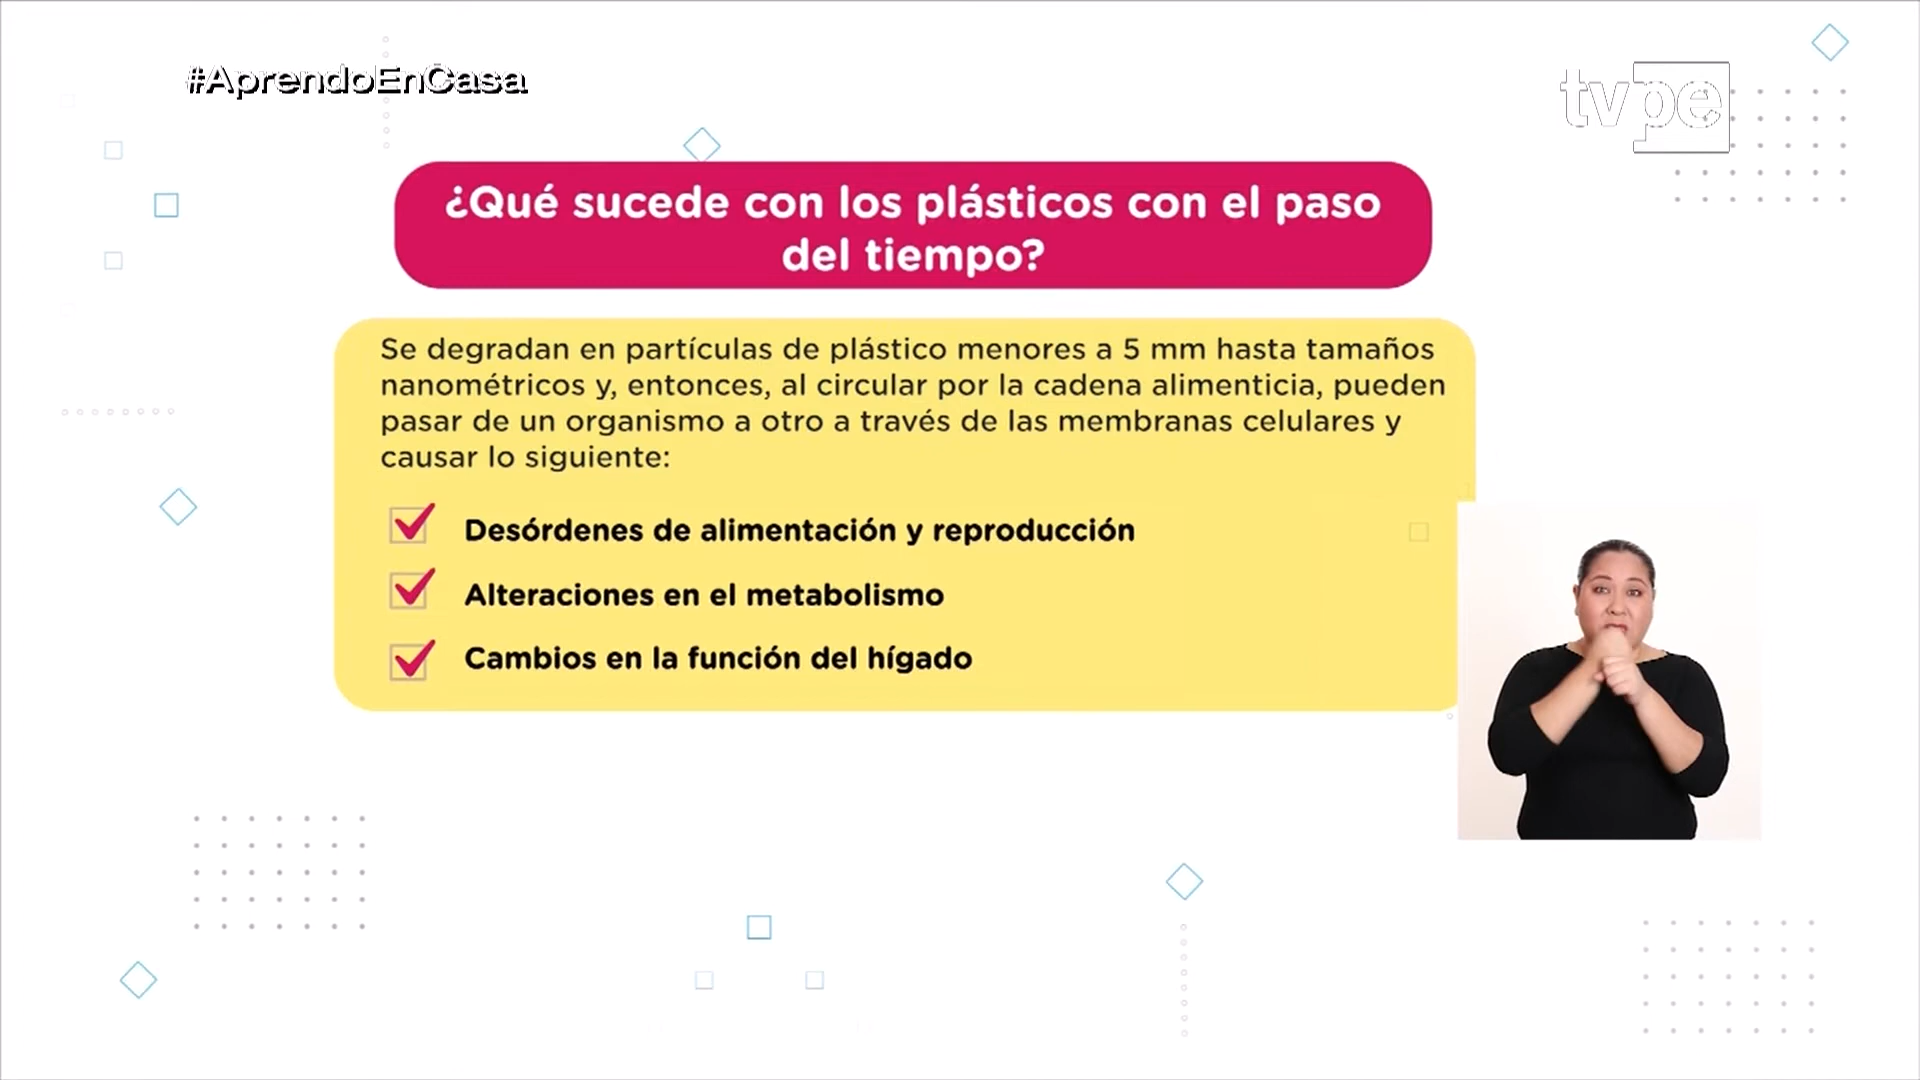 #AprendoEnCasa
tvpe
¿Qué sucede con los plásticos con el paso
del tiempo?
Se degradan en partículas de plástico menores a 5 mm hasta tamaños
nanométricos y, entonces, al circular por la cadena alimenticia, pueden
pasar de un organismo a otro a través de las membranas celulares y
causar lo siguiente:
Desórdenes de alimentación y reproducción
Alteraciones en el metabolismo
Cambios en la función del hígado